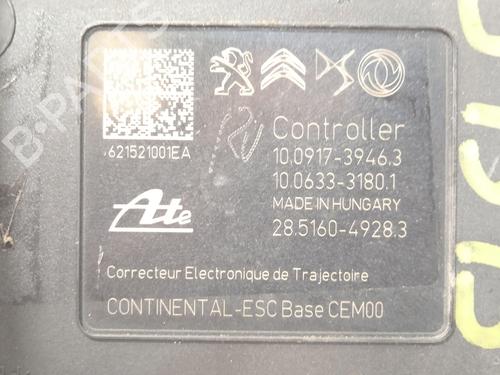 621521001EA
Controller
10.0917-3946.3
10.0633-3180.1
MADE IN HUNGARY
28.5160-4928.3
Ate
Correcteur Electronique de Trajectoire
CONTINENTAL-ESC Base CEM00
B-PARTS